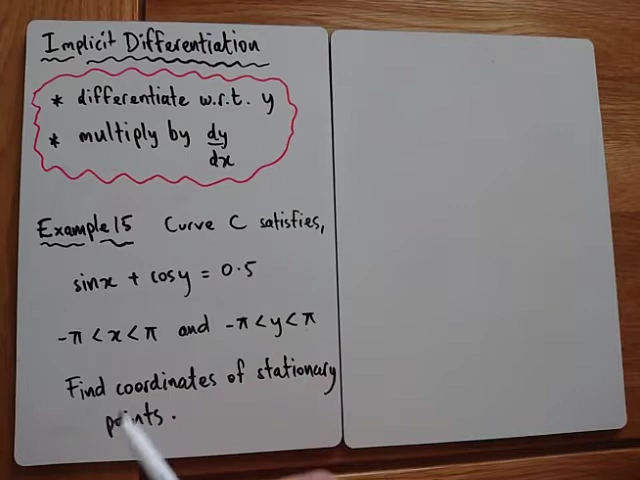 Implicit Differentiation
* differentiate w.r.t. y
* multiply by dy/dx
Example 15 Curve C satisfies,
sinx + cosy = 0.5
-π < x < π and -π < y < π
Find coordinates of stationary
points.